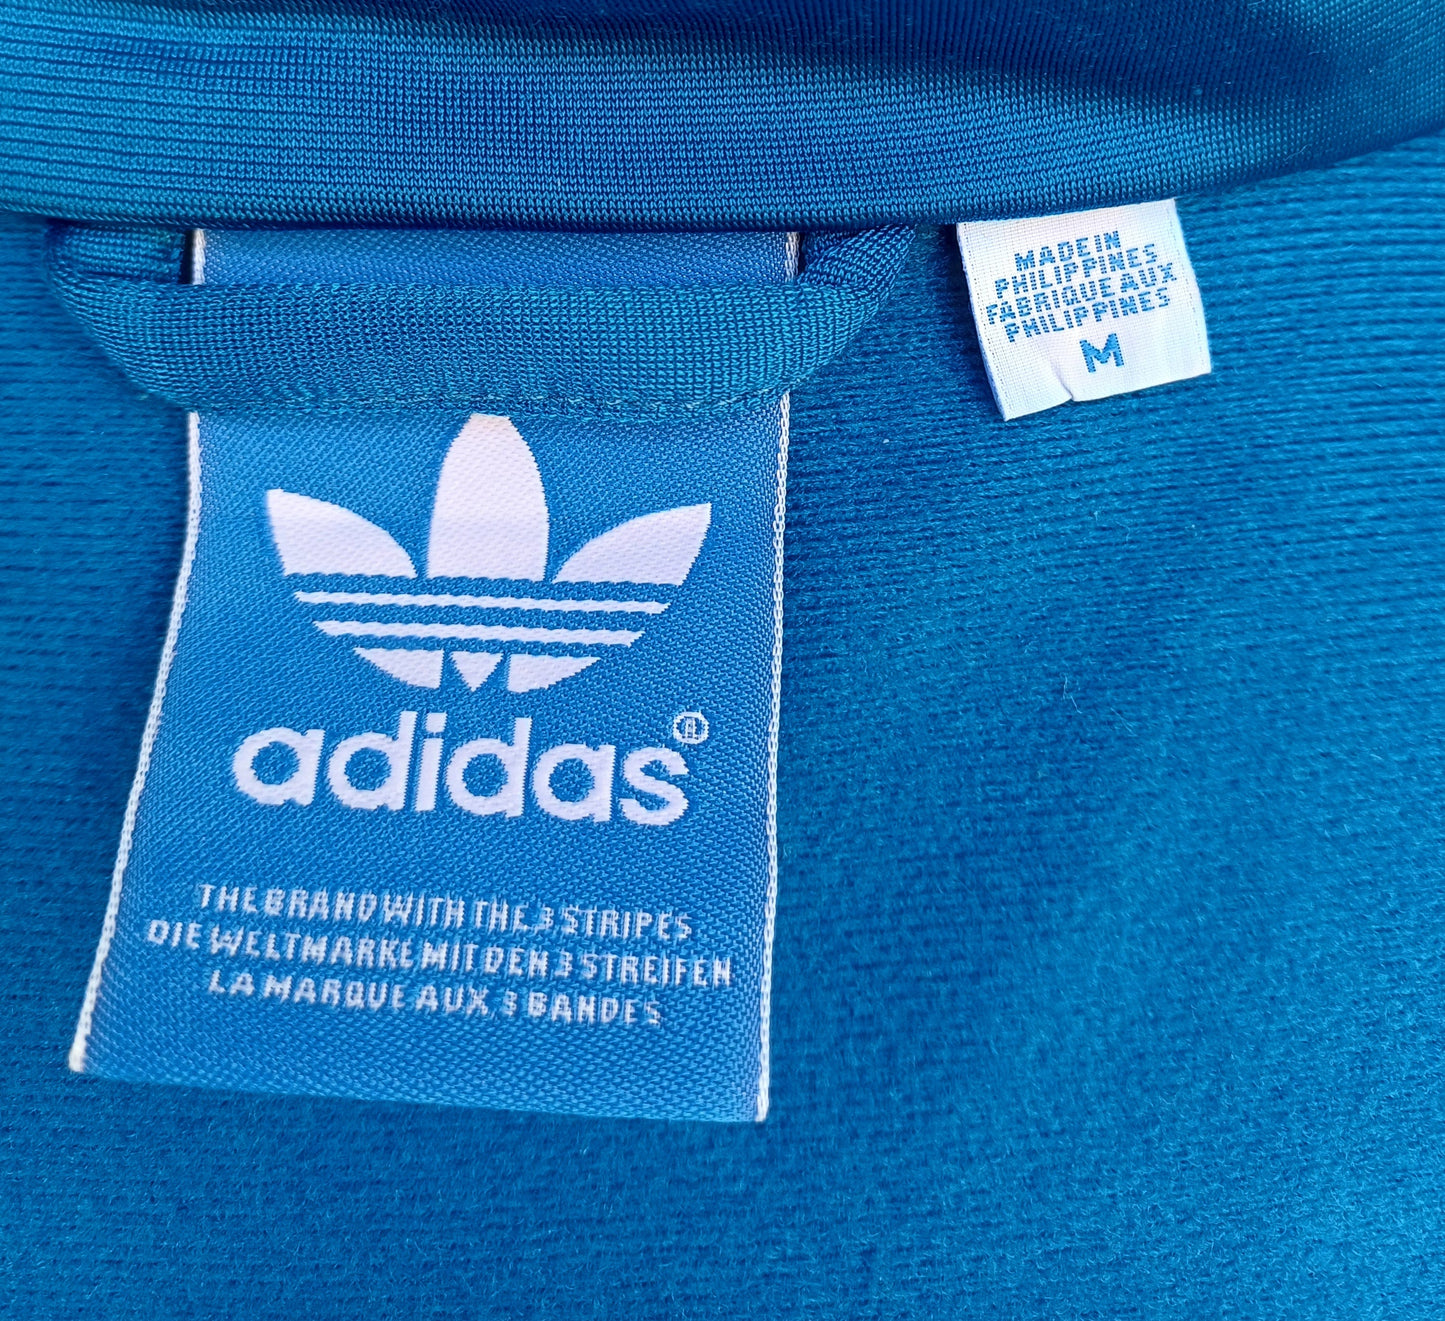 adidas®
THE BRAND WITH THE 3 STRIPES
DIE WELTMARKE MIT DEN 3 STREIFEN
LA MARQUE AUX 3 BANDES
MADE IN
PHILIPPINES
FABRIQUE AUX
PHILIPPINES
M